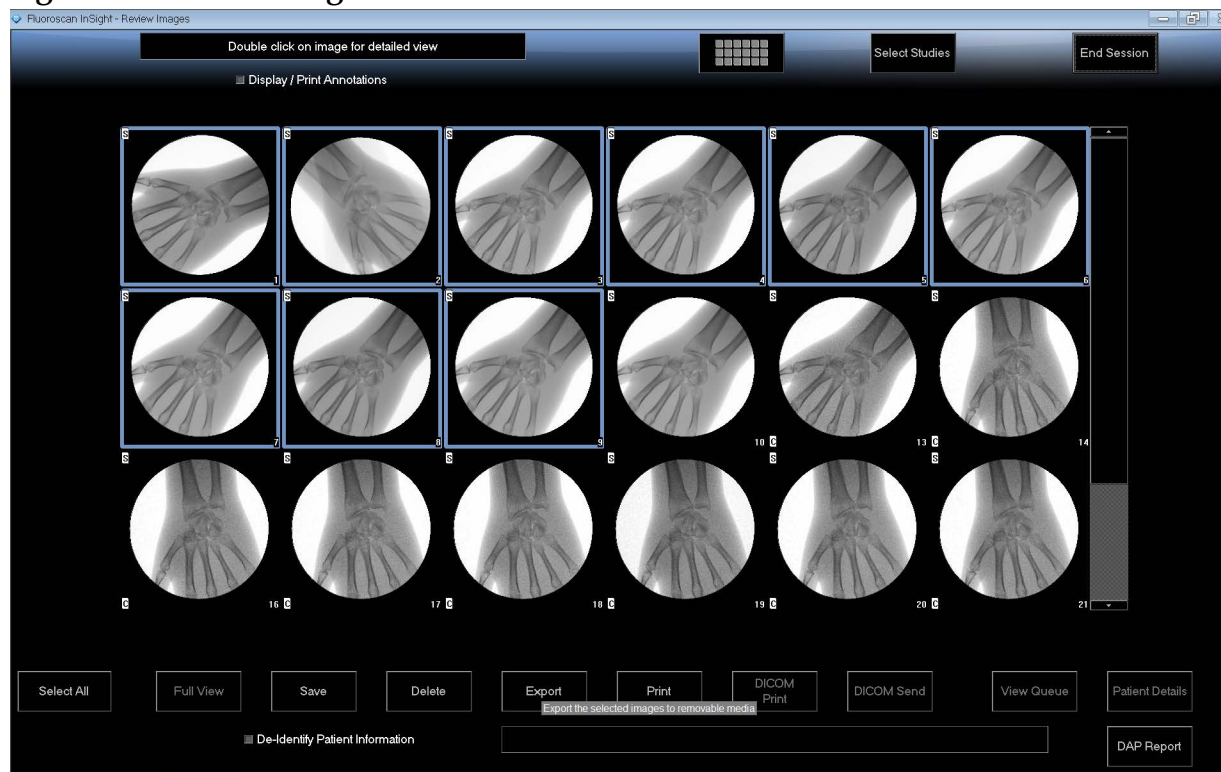 Fluoroscan InSight - Review Images
Double click on image for detailed view
Select Studies
End Session
Display / Print Annotations
S S S S S S
1 2 3 4 5 6
S S S S S S
7 8 9 10 13 C 14
S S S S S S
C 16 C 17 C 18 C 19 C 20 C 21
Select All
Full View
Save
Delete
Export
Print
DICOM
Print
DICOM Send
View Queue
Patient Details
Export the selected images to removable media
De-Identify Patient Information
DAP Report